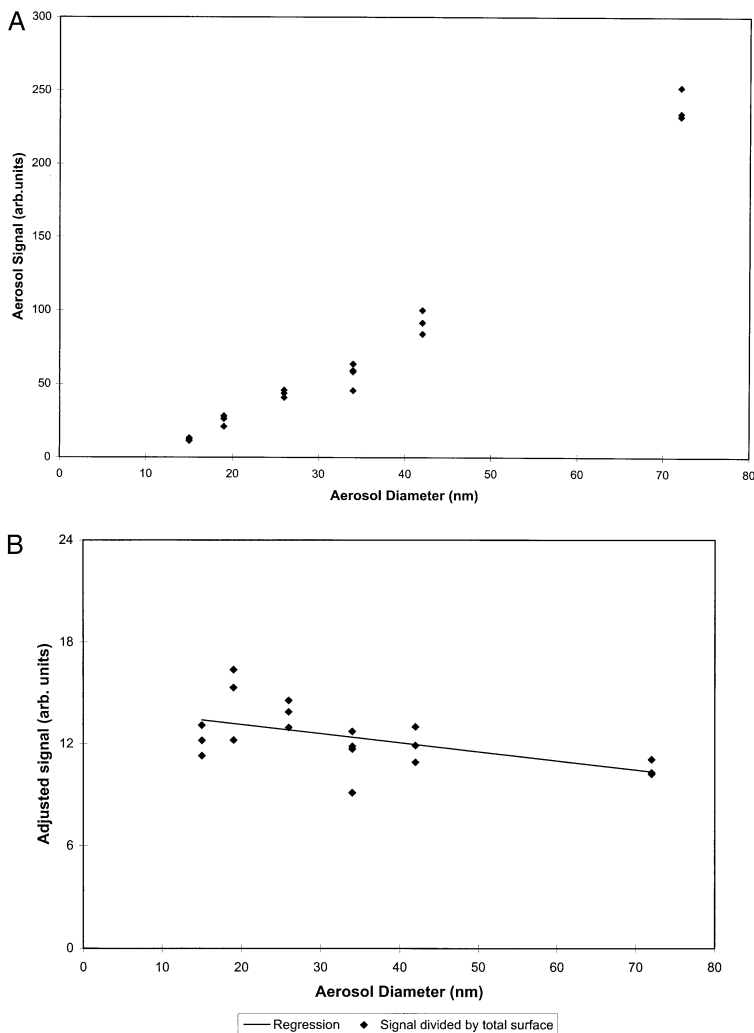 A
300
250
200
150
100
50
0
Aerosol Signal (arb.units)
0 10 20 30 40 50 60 70 80
Aerosol Diameter (nm)
B
24
18
12
6
0
Adjusted signal (arb. units)
0 10 20 30 40 50 60 70 80
Aerosol Diameter (nm)
Regression Signal divided by total surface